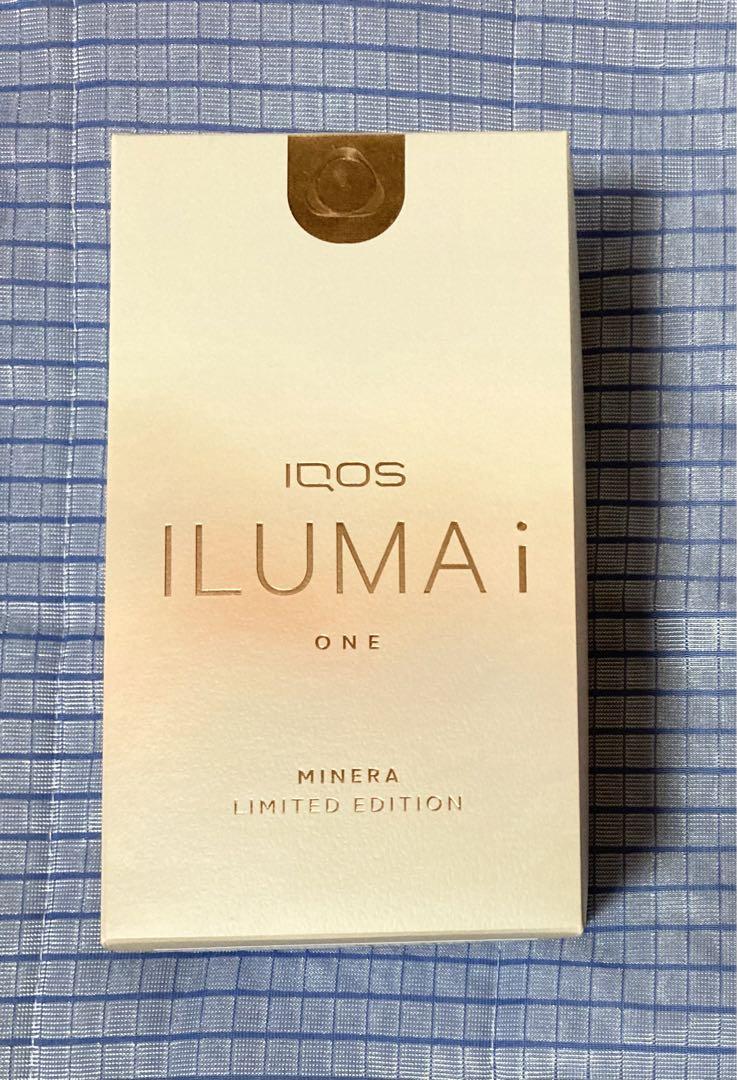 IQOS
ILUMA i
ONE
MINERA
LIMITED EDITION